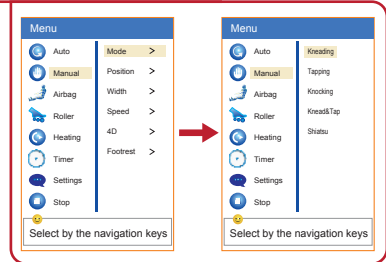 Menu
Auto
Manual
Airbag
Roller
Heating
Timer
Settings
Stop
Mode >
Position >
Width >
Speed >
4D >
Footrest >
Select by the navigation keys
Menu
Auto
Manual
Airbag
Roller
Heating
Timer
Settings
Stop
Kneading
Tapping
Knocking
Knead&Tap
Shiatsu
Select by the navigation keys